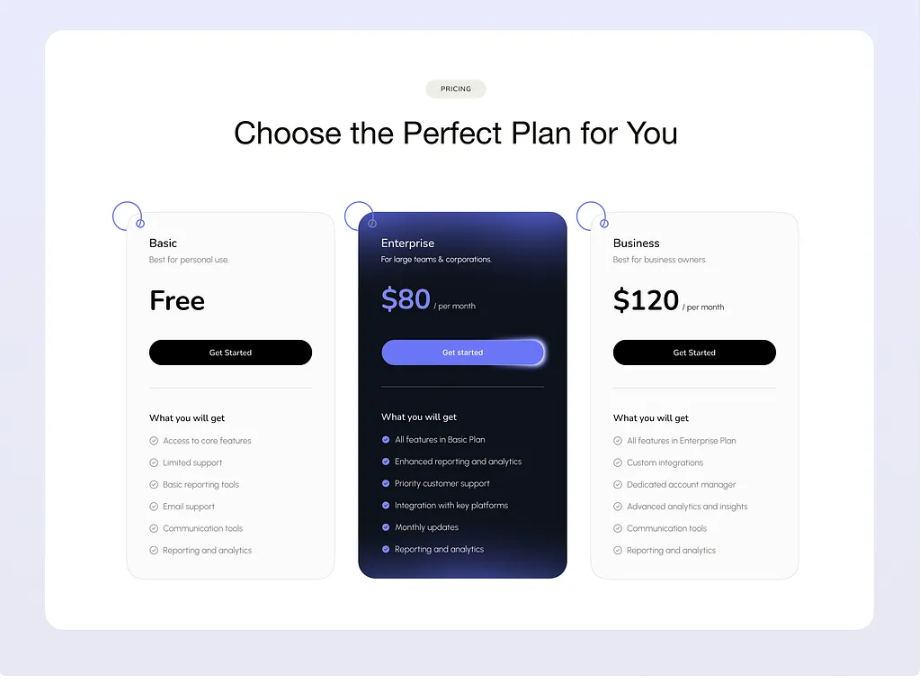 PRICING
Choose the Perfect Plan for You
Basic
Best for personal use.
Free
Get Started
What you will get
Access to core features
Limited support
Basic reporting tools
Email support
Communication tools
Reporting and analytics
Enterprise
For large teams & corporations.
$80 / per month
Get started
What you will get
All features in Basic Plan
Enhanced reporting and analytics
Priority customer support
Integration with key platforms
Monthly updates
Reporting and analytics
Business
Best for business owners.
$120 / per month
Get Started
What you will get
All features in Enterprise Plan
Custom integrations
Dedicated account manager
Advanced analytics and insights
Communication tools
Reporting and analytics